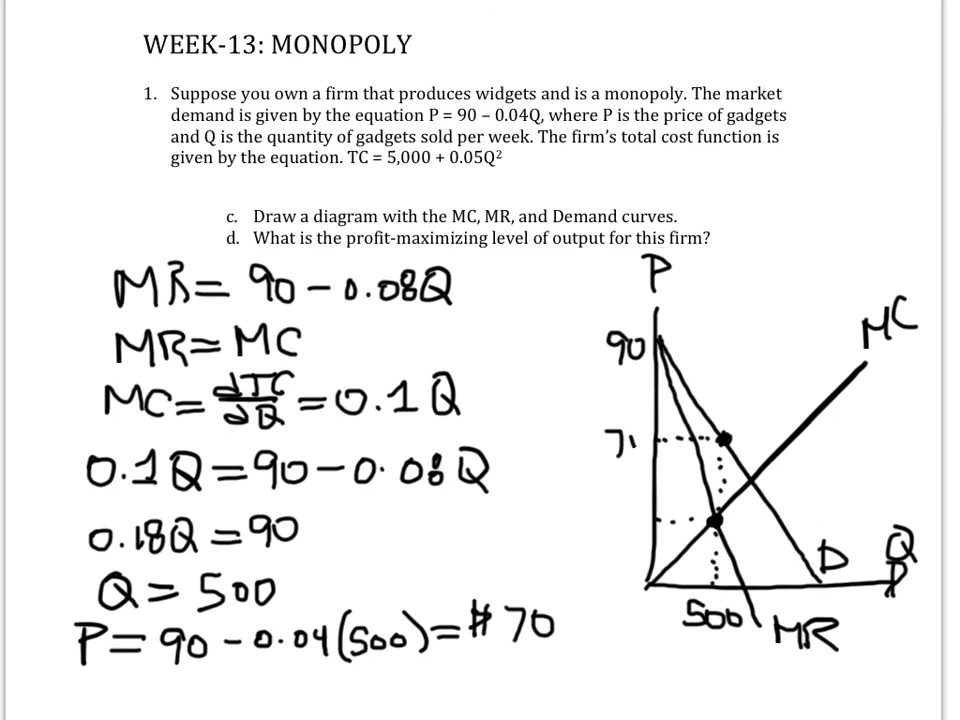 WEEK-13: MONOPOLY
1. Suppose you own a firm that produces widgets and is a monopoly. The market
demand is given by the equation P = 90 – 0.04Q, where P is the price of gadgets
and Q is the quantity of gadgets sold per week. The firm's total cost function is
given by the equation. TC = 5,000 + 0.05Q²
c. Draw a diagram with the MC, MR, and Demand curves.
d. What is the profit-maximizing level of output for this firm?
MR = 90 - 0.08Q
MR = MC
MC = dTC/dQ = 0.1Q
0.1Q = 90 - 0.08Q
0.18Q = 90
Q = 500
P = 90 - 0.04(500) = $70
P
MC
90
D
Q
500
MR